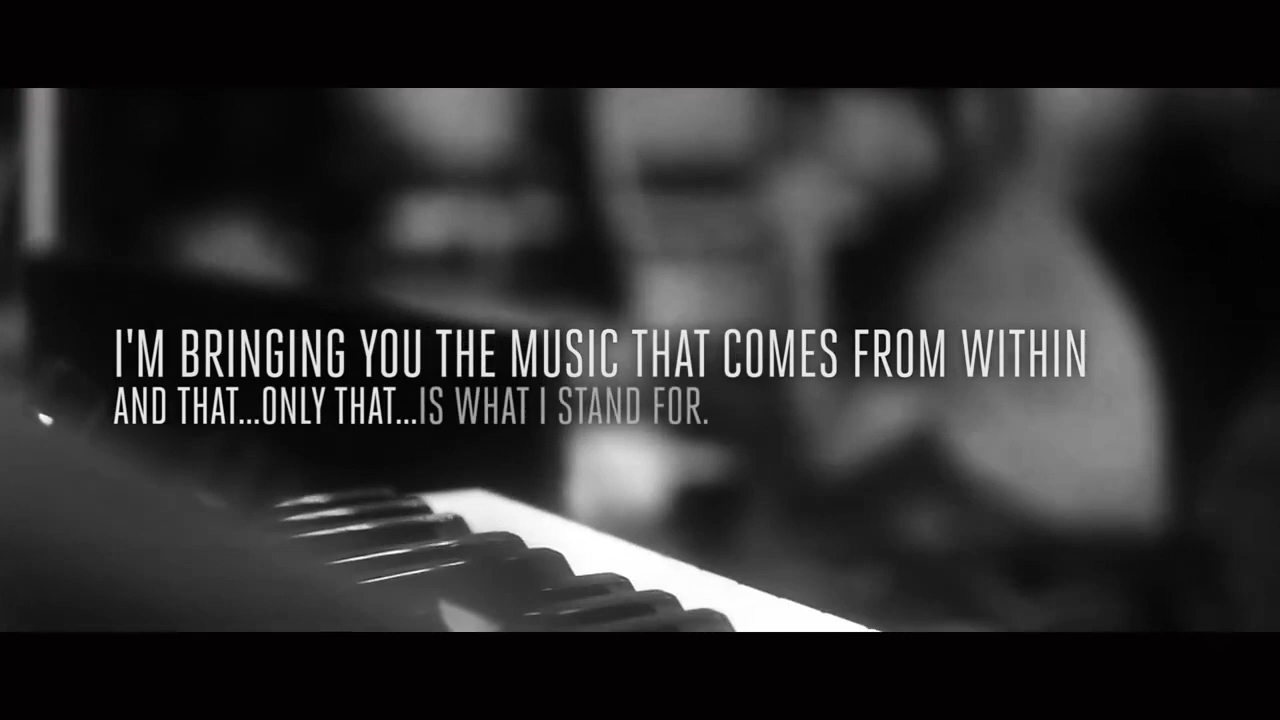 I'M BRINGING YOU THE MUSIC THAT COMES FROM WITHIN
AND THAT...ONLY THAT...IS WHAT I STAND FOR.